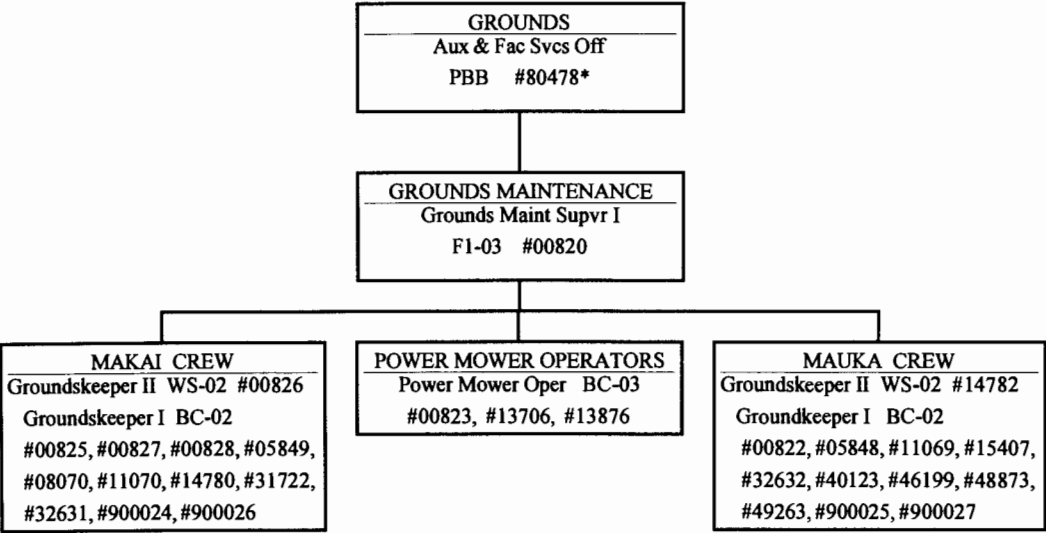 GROUNDS
Aux & Fac Svcs Off
PBB #80478*
GROUNDS MAINTENANCE
Grounds Maint Supvr I
F1-03 #00820
MAKAI CREW
Groundskeeper II WS-02 #00826
Groundskeeper I BC-02
#00825, #00827, #00828, #05849,
#08070, #11070, #14780, #31722,
#32631, #900024, #900026
POWER MOWER OPERATORS
Power Mower Oper BC-03
#00823, #13706, #13876
MAUKA CREW
Groundskeeper II WS-02 #14782
Groundkeeper I BC-02
#00822, #05848, #11069, #15407,
#32632, #40123, #46199, #48873,
#49263, #900025, #900027